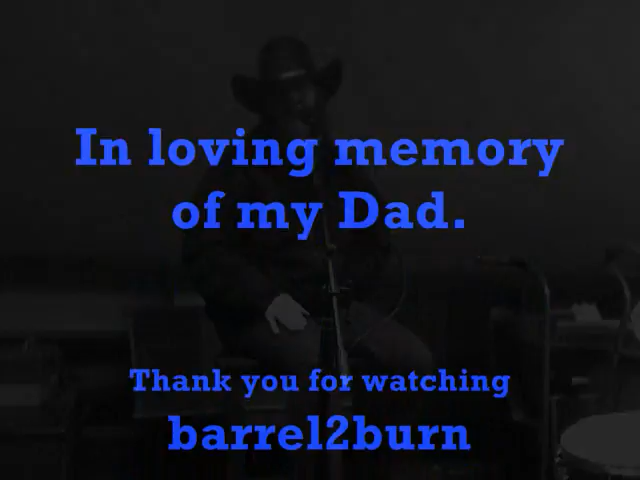 In loving memory
of my Dad.
Thank you for watching
barrel2burn